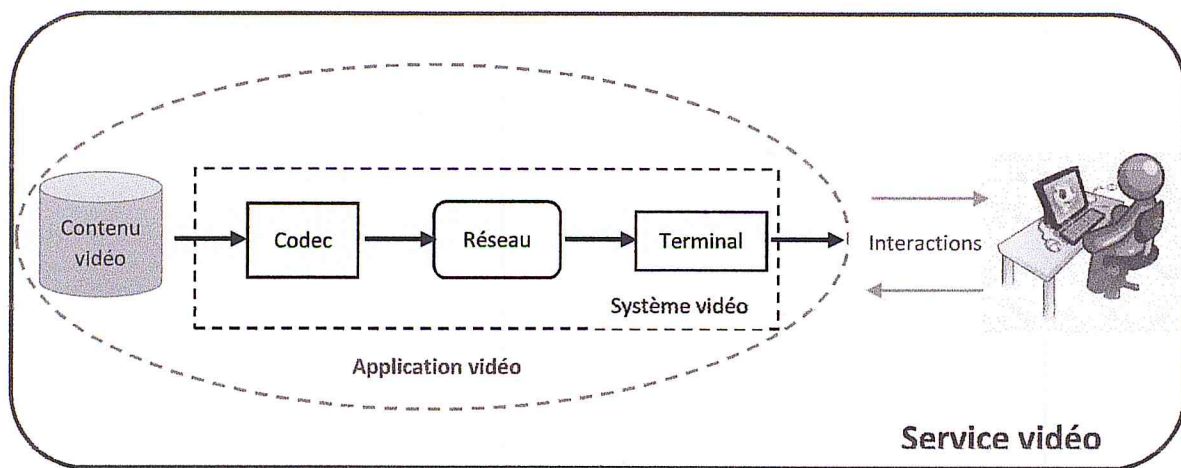 Contenu
vidéo
Codec
Réseau
Terminal
Interactions
Système vidéo
Application vidéo
Service vidéo